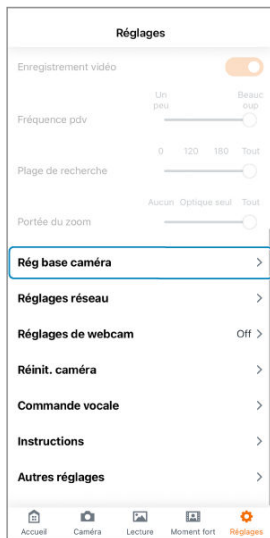 Réglages
Enregistrement vidéo
Un peu
Beauc oup
Fréquence pdv
0 120 180 Tout
Plage de recherche
Aucun Optique seul Tout
Portée du zoom
Rég base caméra
Réglages réseau
Réglages de webcam Off
Réinit. caméra
Commande vocale
Instructions
Autres réglages
Accueil Caméra Lecture Moment fort Réglages